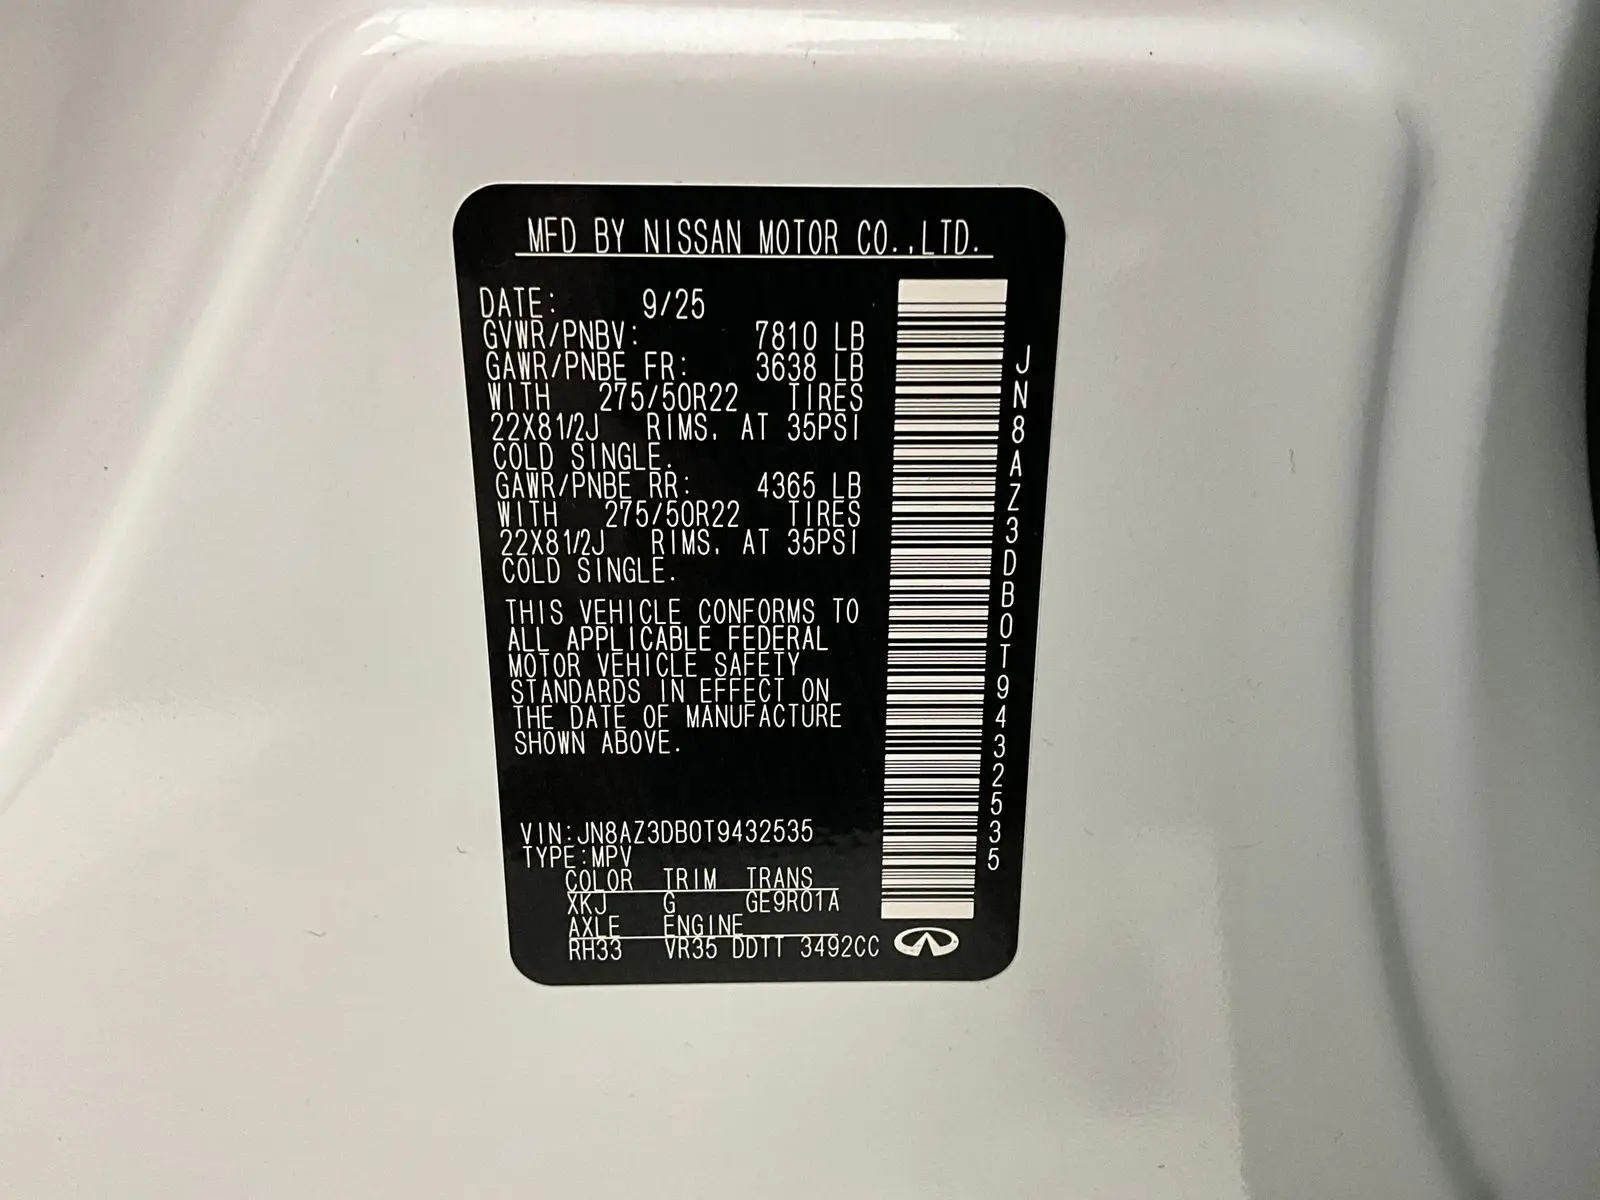 MFD BY NISSAN MOTOR CO.,LTD.
DATE: 9/25
GVWR/PNBV: 7810 LB
GAWR/PNBE FR: 3638 LB
WITH 275/50R22 TIRES
22X81/2J RIMS. AT 35PSI
COLD SINGLE.
GAWR/PNBE RR: 4365 LB
WITH 275/50R22 TIRES
22X81/2J RIMS. AT 35PSI
COLD SINGLE.
THIS VEHICLE CONFORMS TO
ALL APPLICABLE FEDERAL
MOTOR VEHICLE SAFETY
STANDARDS IN EFFECT ON
THE DATE OF MANUFACTURE
SHOWN ABOVE.
VIN:JN8AZ3DB0T9432535
TYPE:MPV
COLOR TRIM TRANS
XKJ G GE9R01A
AXLE ENGINE
RH33 VR35 DDTT 3492CC
JN8AZ3DB0T9432535